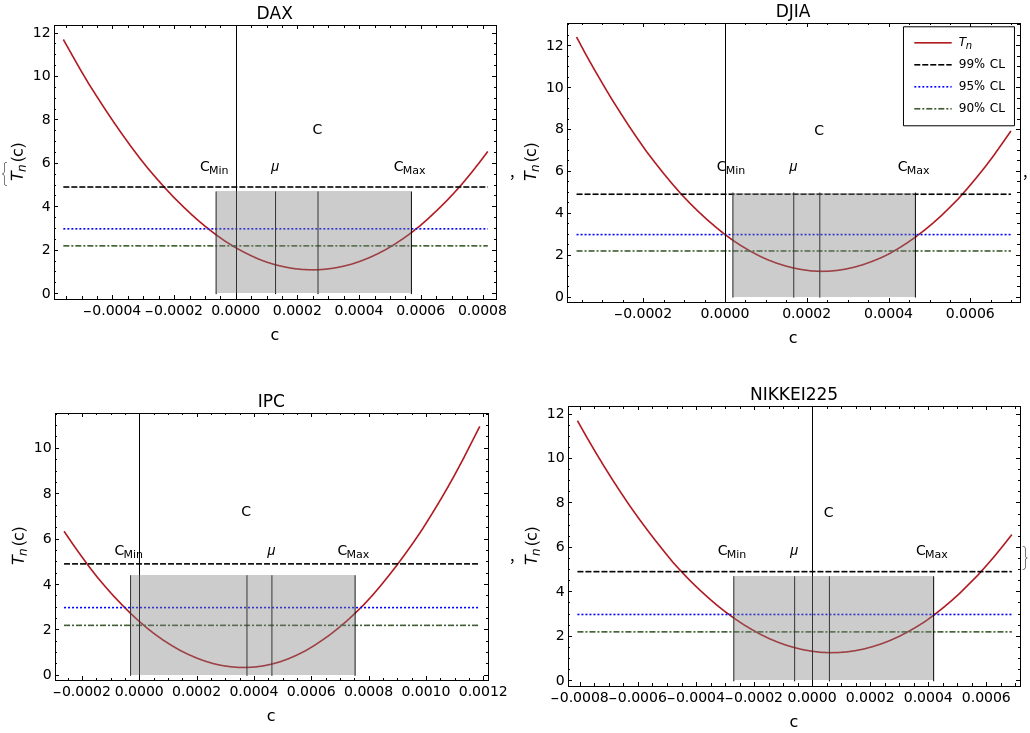 DAX
12
10
8
6
4
2
0
{
T_n(c)
C
C_Min
μ
C_Max
−0.0004
−0.0002
0.0000
0.0002
0.0004
0.0006
0.0008
c
,
DJIA
12
10
8
6
4
2
0
T_n(c)
T_n
99% CL
95% CL
90% CL
C
C_Min
μ
C_Max
−0.0002
0.0000
0.0002
0.0004
0.0006
c
,
IPC
10
8
6
4
2
0
T_n(c)
C
C_Min
μ
C_Max
−0.0002
0.0000
0.0002
0.0004
0.0006
0.0008
0.0010
0.0012
c
,
NIKKEI225
12
10
8
6
4
2
0
T_n(c)
C
C_Min
μ
C_Max
−0.0008
−0.0006
−0.0004
−0.0002
0.0000
0.0002
0.0004
0.0006
c
}